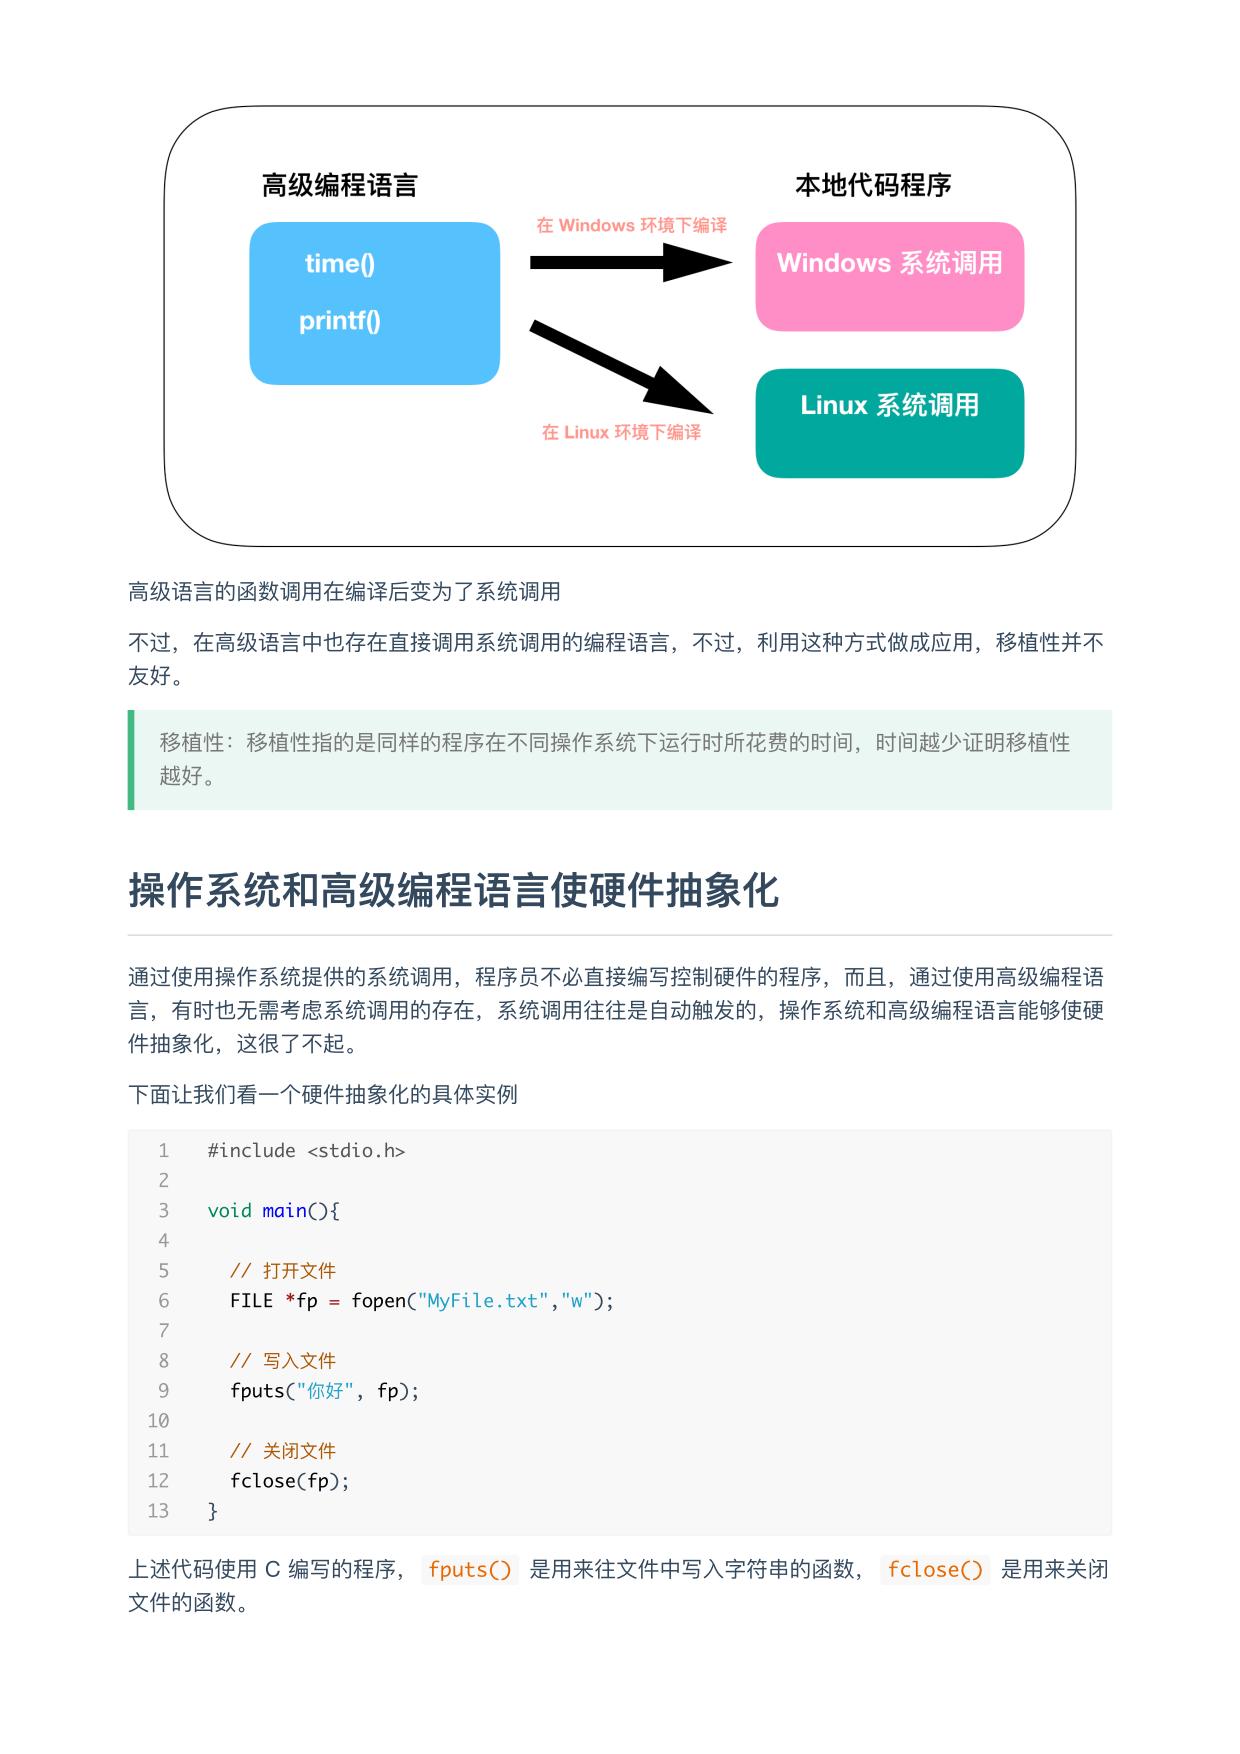 高级编程语言
本地代码程序
在 Windows 环境下编译
time()
Windows 系统调用
printf()
Linux 系统调用
在 Linux 环境下编译
高级语言的函数调用在编译后变为了系统调用
不过，在高级语言中也存在直接调用系统调用的编程语言，不过，利用这种方式做成应用，移植性并不
友好。
移植性：移植性指的是同样的程序在不同操作系统下运行时所花费的时间，时间越少证明移植性
越好。
操作系统和高级编程语言使硬件抽象化
通过使用操作系统提供的系统调用，程序员不必直接编写控制硬件的程序，而且，通过使用高级编程语
言，有时也无需考虑系统调用的存在，系统调用往往是自动触发的，操作系统和高级编程语言能够使硬
件抽象化，这很了不起。
下面让我们看一个硬件抽象化的具体实例
1 #include <stdio.h>
2
3 void main(){
4
5 // 打开文件
6 FILE *fp = fopen("MyFile.txt","w");
7
8 // 写入文件
9 fputs("你好", fp);
10
11 // 关闭文件
12 fclose(fp);
13 }
上述代码使用 C 编写的程序， fputs() 是用来往文件中写入字符串的函数， fclose() 是用来关闭
文件的函数。